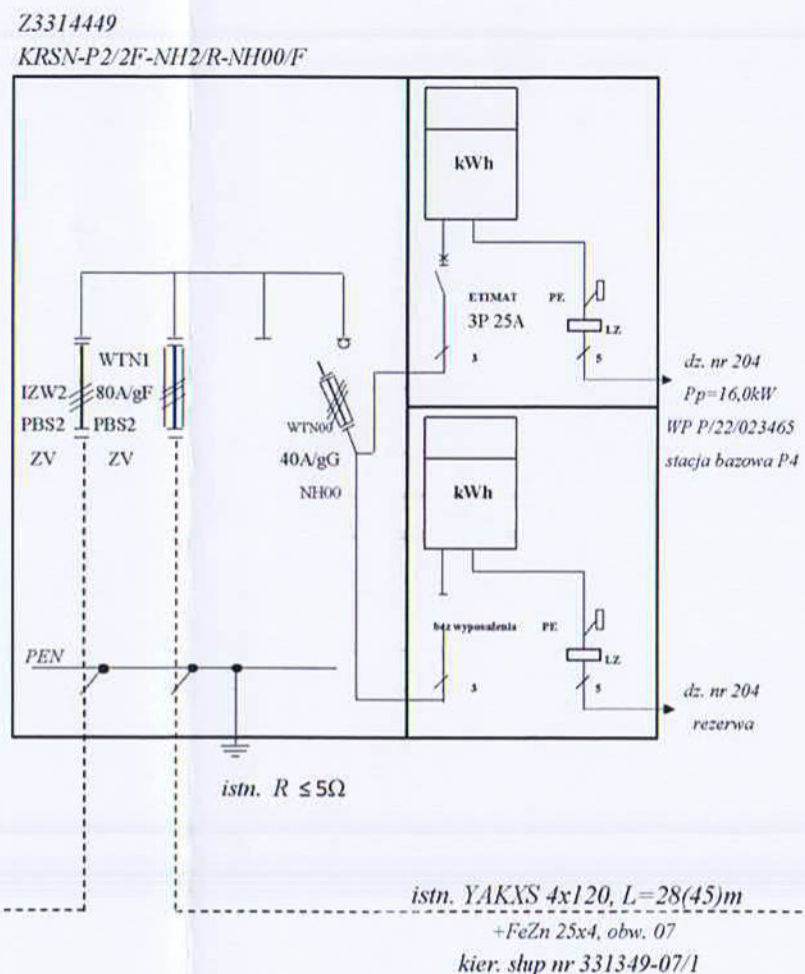 Z3314449
KRSN-P2/2F-NH2/R-NH00/F
kWh
ETIMAT
3P 25A
PE
LZ
3
5
dz. nr 204
Pp=16,0kW
WP P/22/023465
stacja bazowa P4
WTN1
IZW2
80A/gF
PBS2
PBS2
ZV
ZV
WTN00
40A/gG
NH00
kWh
bez wyposażenia
PE
LZ
3
5
dz. nr 204
rezerwa
PEN
istn. R ≤ 5Ω
istn. YAKXS 4x120, L=28(45)m
+FeZn 25x4, obw. 07
kier. słup nr 331349-07/1